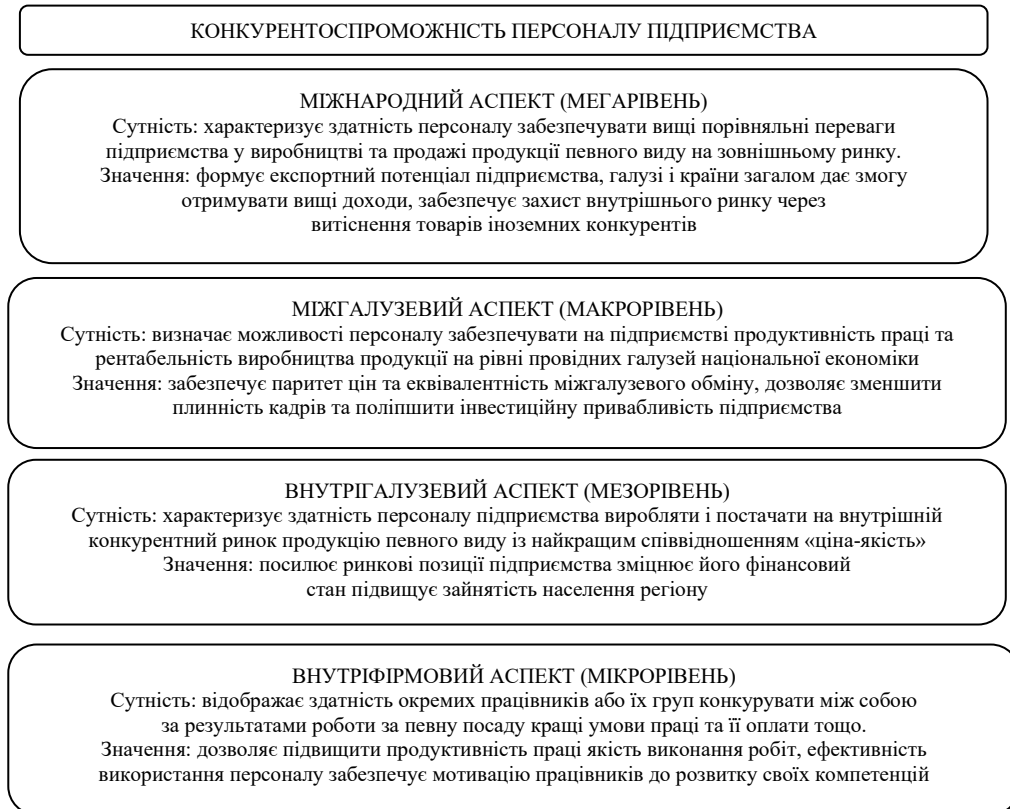 КОНКУРЕНТОСПРОМОЖНІСТЬ ПЕРСОНАЛУ ПІДПРИЄМСТВА
МІЖНАРОДНИЙ АСПЕКТ (МЕГАРІВЕНЬ)
Сутність: характеризує здатність персоналу забезпечувати вищі порівняльні переваги
підприємства у виробництві та продажі продукції певного виду на зовнішньому ринку.
Значення: формує експортний потенціал підприємства, галузі і країни загалом дає змогу
отримувати вищі доходи, забезпечує захист внутрішнього ринку через
витіснення товарів іноземних конкурентів
МІЖГАЛУЗЕВИЙ АСПЕКТ (МАКРОРІВЕНЬ)
Сутність: визначає можливості персоналу забезпечувати на підприємстві продуктивність праці та
рентабельність виробництва продукції на рівні провідних галузей національної економіки
Значення: забезпечує паритет цін та еквівалентність міжгалузевого обміну, дозволяє зменшити
плинність кадрів та поліпшити інвестиційну привабливість підприємства
ВНУТРІГАЛУЗЕВИЙ АСПЕКТ (МЕЗОРІВЕНЬ)
Сутність: характеризує здатність персоналу підприємства виробляти і постачати на внутрішній
конкурентний ринок продукцію певного виду із найкращим співвідношенням «ціна-якість»
Значення: посилює ринкові позиції підприємства зміцнює його фінансовий
стан підвищує зайнятість населення регіону
ВНУТРІФІРМОВИЙ АСПЕКТ (МІКРОРІВЕНЬ)
Сутність: відображає здатність окремих працівників або їх груп конкурувати між собою
за результатами роботи за певну посаду кращі умови праці та її оплати тощо.
Значення: дозволяє підвищити продуктивність праці якість виконання робіт, ефективність
використання персоналу забезпечує мотивацію працівників до розвитку своїх компетенцій